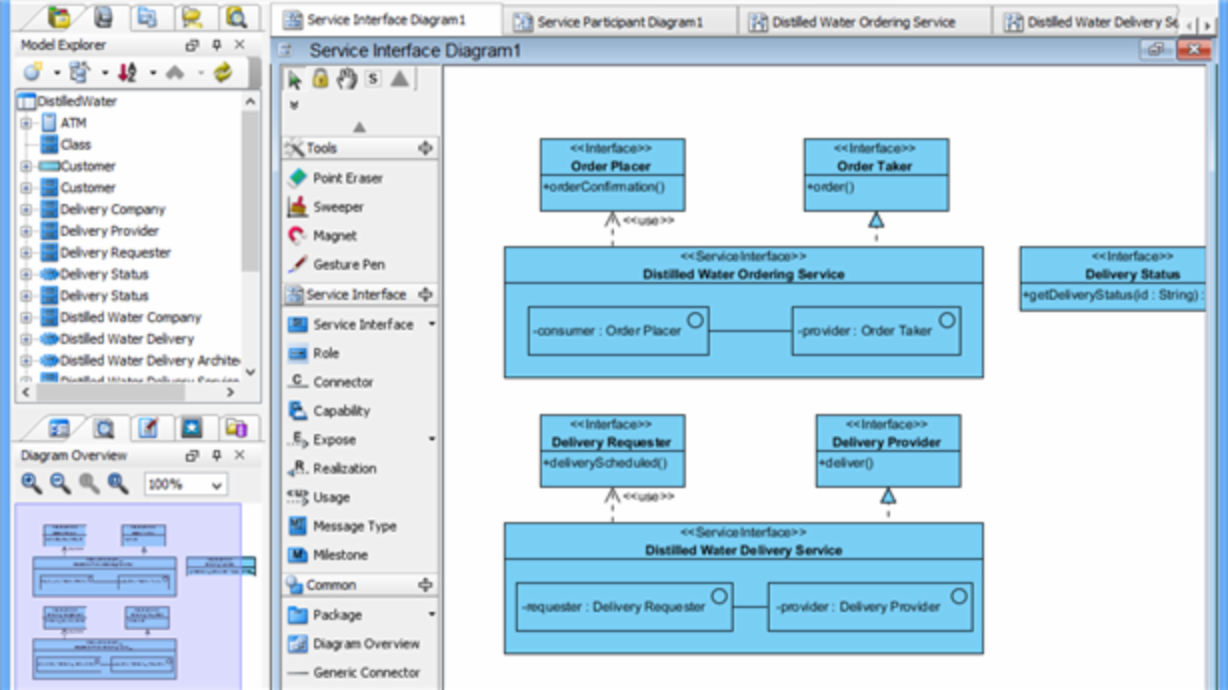 Service Interface Diagram1
Service Participant Diagram1
Distilled Water Ordering Service
Distilled Water Delivery Se
Model Explorer
DistilledWater
ATM
Class
Customer
Customer
Delivery Company
Delivery Provider
Delivery Requester
Delivery Status
Delivery Status
Distilled Water Company
Distilled Water Delivery
Distilled Water Delivery Archite
Distilled Water Delivery Service
Diagram Overview
100%
Service Interface Diagram1
S
Tools
Point Eraser
Sweeper
Magnet
Gesture Pen
Service Interface
Service Interface
Role
Connector
Capability
Expose
Realization
Usage
Message Type
Milestone
Common
Package
Diagram Overview
Generic Connector
<<Interface>>
Order Placer
+orderConfirmation()
<<Interface>>
Order Taker
+order()
<<use>>
<<ServiceInterface>>
Distilled Water Ordering Service
-consumer : Order Placer
-provider : Order Taker
<<Interface>>
Delivery Status
+getDeliveryStatus(id : String) :
<<Interface>>
Delivery Requester
+deliveryScheduled()
<<Interface>>
Delivery Provider
+deliver()
<<use>>
<<ServiceInterface>>
Distilled Water Delivery Service
-requester : Delivery Requester
-provider : Delivery Provider